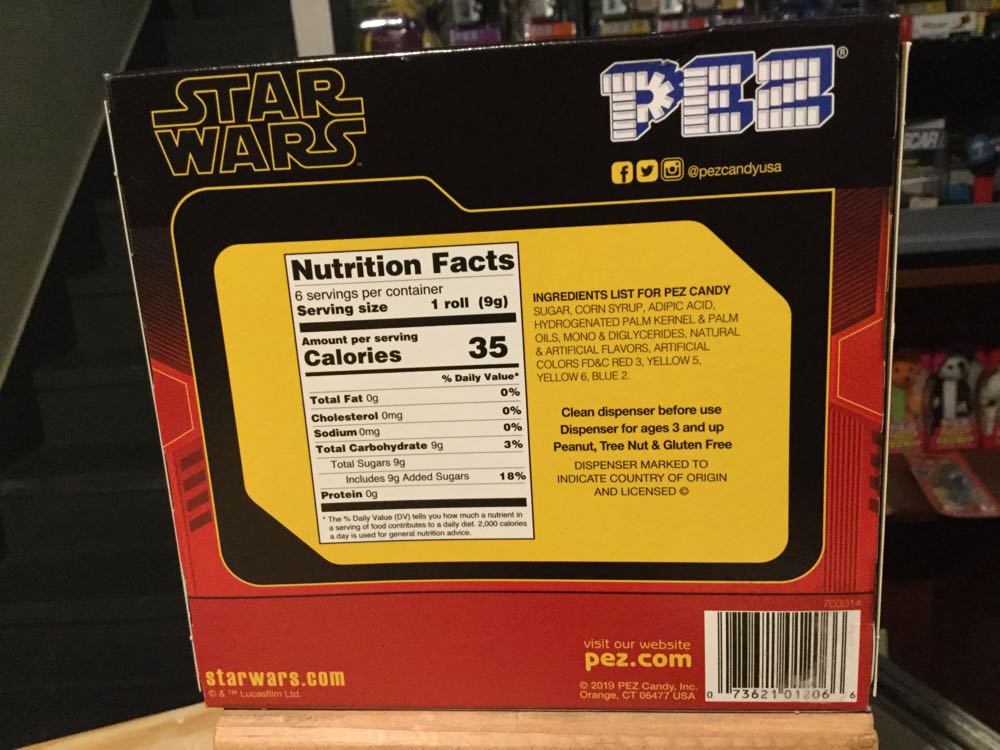 STAR
WARS
PEZ®
@pezcandyusa
Nutrition Facts
6 servings per container
Serving size 1 roll (9g)
Amount per serving
Calories 35
% Daily Value*
Total Fat 0g 0%
Cholesterol 0mg 0%
Sodium 0mg 0%
Total Carbohydrate 9g 3%
Total Sugars 9g
Includes 9g Added Sugars 18%
Protein 0g
* The % Daily Value (DV) tells you how much a nutrient in
a serving of food contributes to a daily diet. 2,000 calories
a day is used for general nutrition advice.
INGREDIENTS LIST FOR PEZ CANDY
SUGAR, CORN SYRUP, ADIPIC ACID,
HYDROGENATED PALM KERNEL & PALM
OILS, MONO & DIGLYCERIDES, NATURAL
& ARTIFICIAL FLAVORS, ARTIFICIAL
COLORS FD&C RED 3, YELLOW 5,
YELLOW 6, BLUE 2.
Clean dispenser before use
Dispenser for ages 3 and up
Peanut, Tree Nut & Gluten Free
DISPENSER MARKED TO
INDICATE COUNTRY OF ORIGIN
AND LICENSED ©
703314
starwars.com
© & ™ Lucasfilm Ltd.
visit our website
pez.com
© 2019 PEZ Candy, Inc.
Orange, CT 06477 USA
0 73621 01206 6